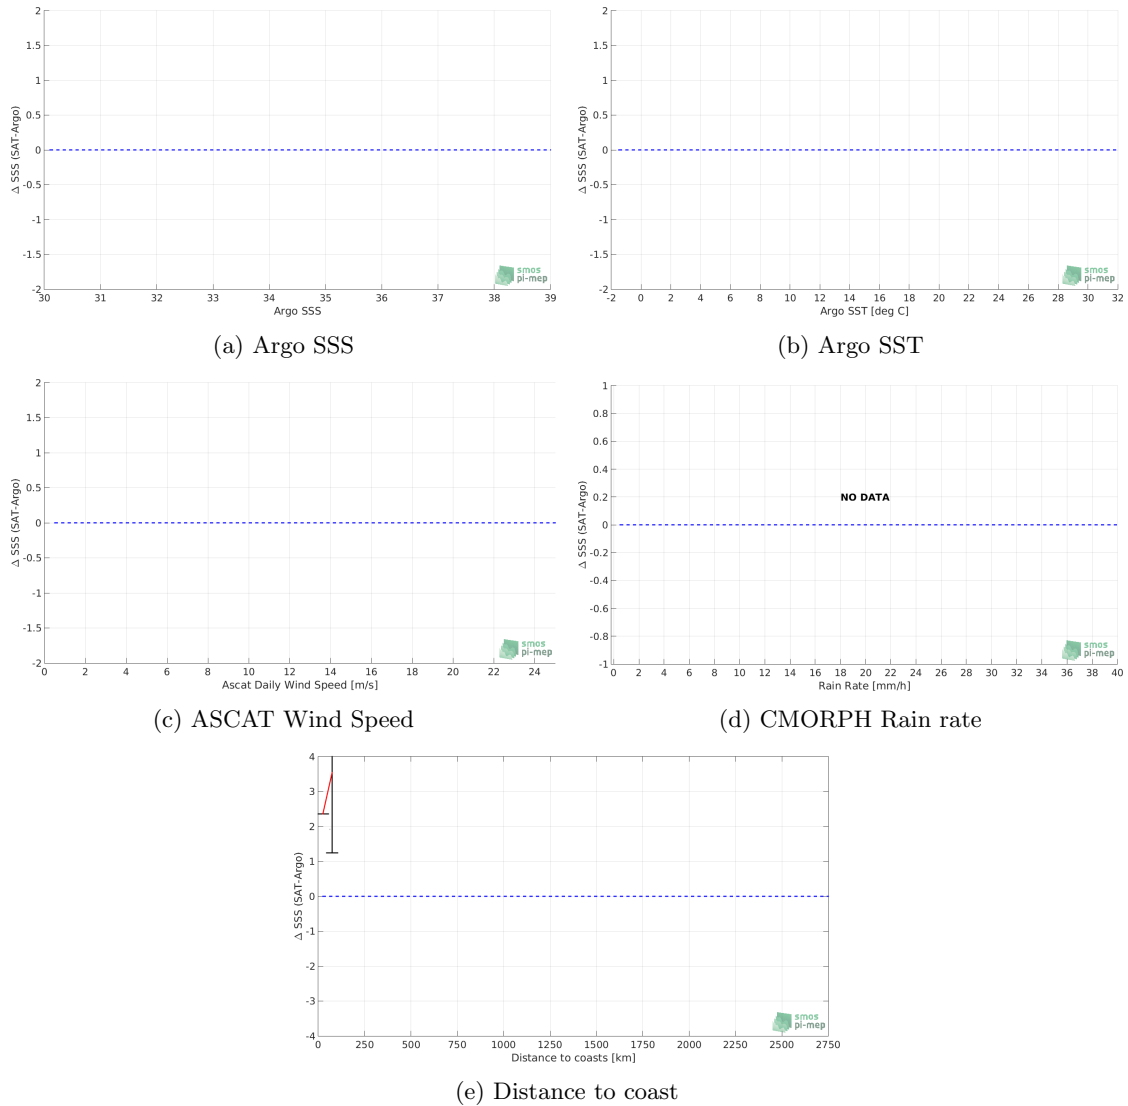 2
1.5
1
0.5
0
-0.5
-1
-1.5
-2
Δ SSS (SAT-Argo)
30 31 32 33 34 35 36 37 38 39
Argo SSS
smos
pi-mep
(a) Argo SSS
2
1.5
1
0.5
0
-0.5
-1
-1.5
-2
Δ SSS (SAT-Argo)
-2 0 2 4 6 8 10 12 14 16 18 20 22 24 26 28 30 32
Argo SST [deg C]
smos
pi-mep
(b) Argo SST
2
1.5
1
0.5
0
-0.5
-1
-1.5
-2
Δ SSS (SAT-Argo)
0 2 4 6 8 10 12 14 16 18 20 22
Ascat Daily Wind Speed [m/s]
smos
pi-mep
(c) ASCAT Wind Speed
1
0.8
0.6
0.4
0.2
0
-0.2
-0.4
-0.6
-0.8
-1
Δ SSS (SAT-Argo)
NO DATA
0 2 4 6 8 10 12 14 16 18 20 22 24 26 28 30 32 34 36 38 40
Rain Rate [mm/h]
smos
pi-mep
(d) CMORPH Rain rate
4
3
2
1
0
-1
-2
-3
-4
Δ SSS (SAT-Argo)
0 250 500 750 1000 1250 1500 1750 2000 2250 2500 2750
Distance to coasts [km]
smos
pi-mep
(e) Distance to coast